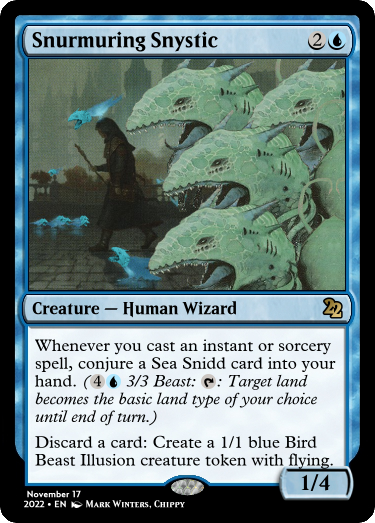 Snurmuring Snystic 2
Creature — Human Wizard 22
Whenever you cast an instant or sorcery
spell, conjure a Sea Snidd card into your
hand. (4 3/3 Beast: : Target land
becomes the basic land type of your choice
until end of turn.)
Discard a card: Create a 1/1 blue Bird
Beast Illusion creature token with flying.
1/4
November 17
2022 • EN Mark Winters, Chippy